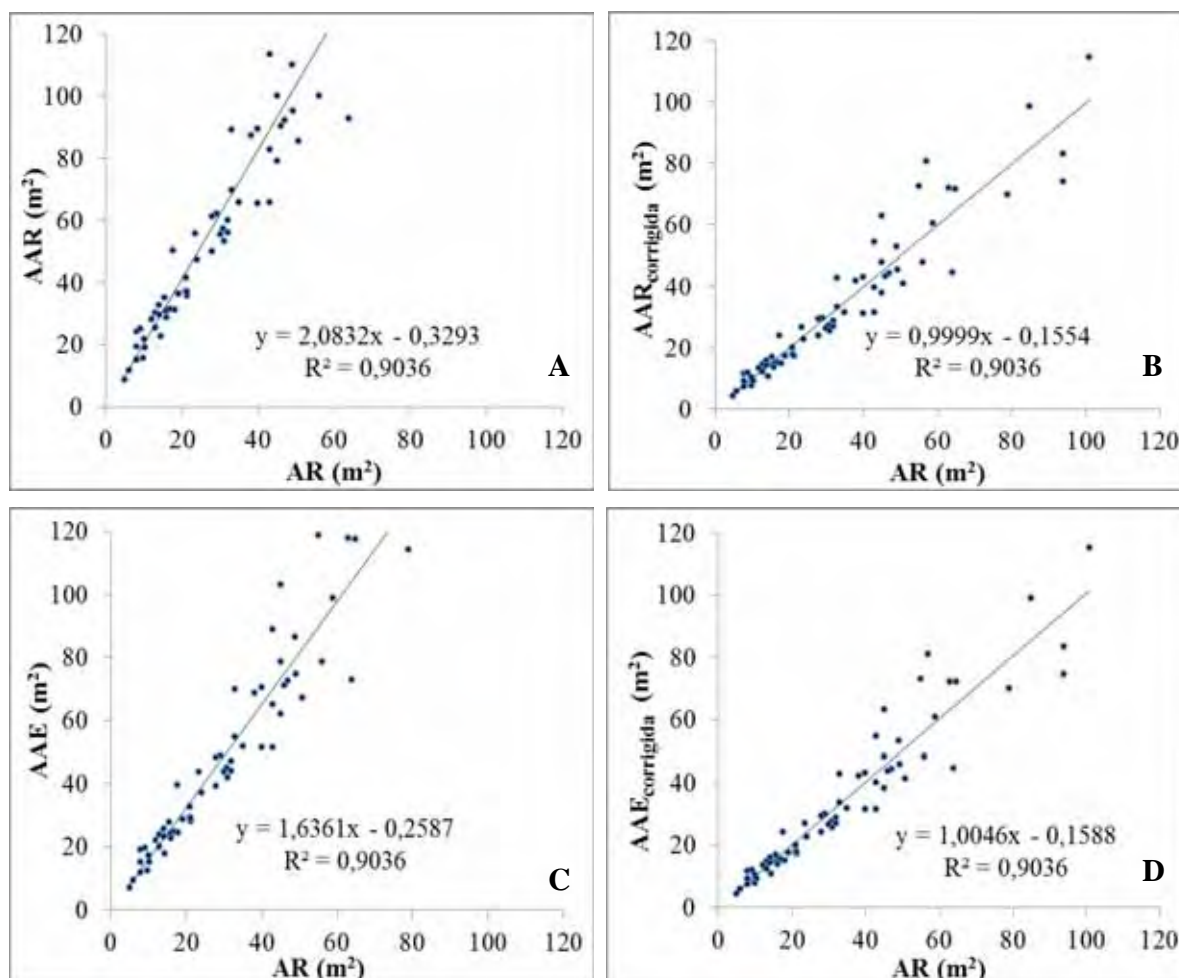 120
100
80
60
40
20
0
AAR (m²)
y = 2,0832x - 0,3293
R² = 0,9036
A
0 20 40 60 80 100 120
AR (m²)
120
100
80
60
40
20
0
AARcorrigida (m²)
y = 0,9999x - 0,1554
R² = 0,9036
B
0 20 40 60 80 100 120
AR (m²)
120
100
80
60
40
20
0
AAE (m²)
y = 1,6361x - 0,2587
R² = 0,9036
C
0 20 40 60 80 100 120
AR (m²)
120
100
80
60
40
20
0
AAEcorrigida (m²)
y = 1,0046x - 0,1588
R² = 0,9036
D
0 20 40 60 80 100 120
AR (m²)